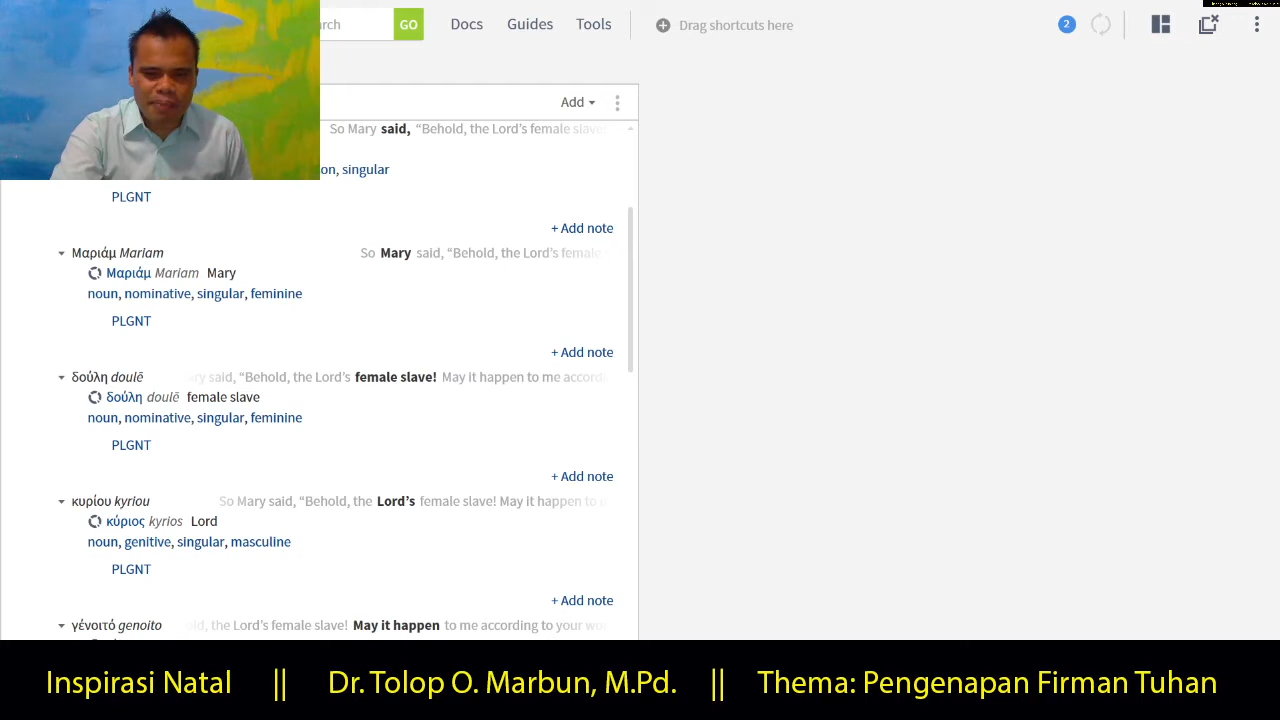 rch GO Docs Guides Tools Drag shortcuts here 2
Add
So Mary said, “Behold, the Lord’s female slave!
on, singular
PLGNT
+ Add note
Μαριάμ Mariam So Mary said, “Behold, the Lord’s female
Μαριάμ Mariam Mary
noun, nominative, singular, feminine
PLGNT
+ Add note
δούλη doulē ry said, “Behold, the Lord’s female slave! May it happen to me accordi
δούλη doulē female slave
noun, nominative, singular, feminine
PLGNT
+ Add note
κυρίου kyriou So Mary said, “Behold, the Lord’s female slave! May it happen to
κύριος kyrios Lord
noun, genitive, singular, masculine
PLGNT
+ Add note
γένοιτό genoito old, the Lord’s female slave! May it happen to me according to your wo
Inspirasi Natal || Dr. Tolop O. Marbun, M.Pd. || Thema: Pengenapan Firman Tuhan